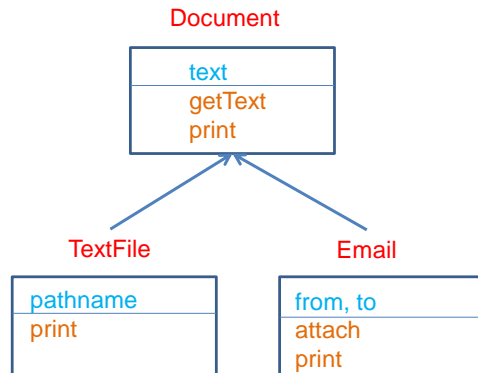 Document
text
getText
print
TextFile
pathname
print
Email
from, to
attach
print